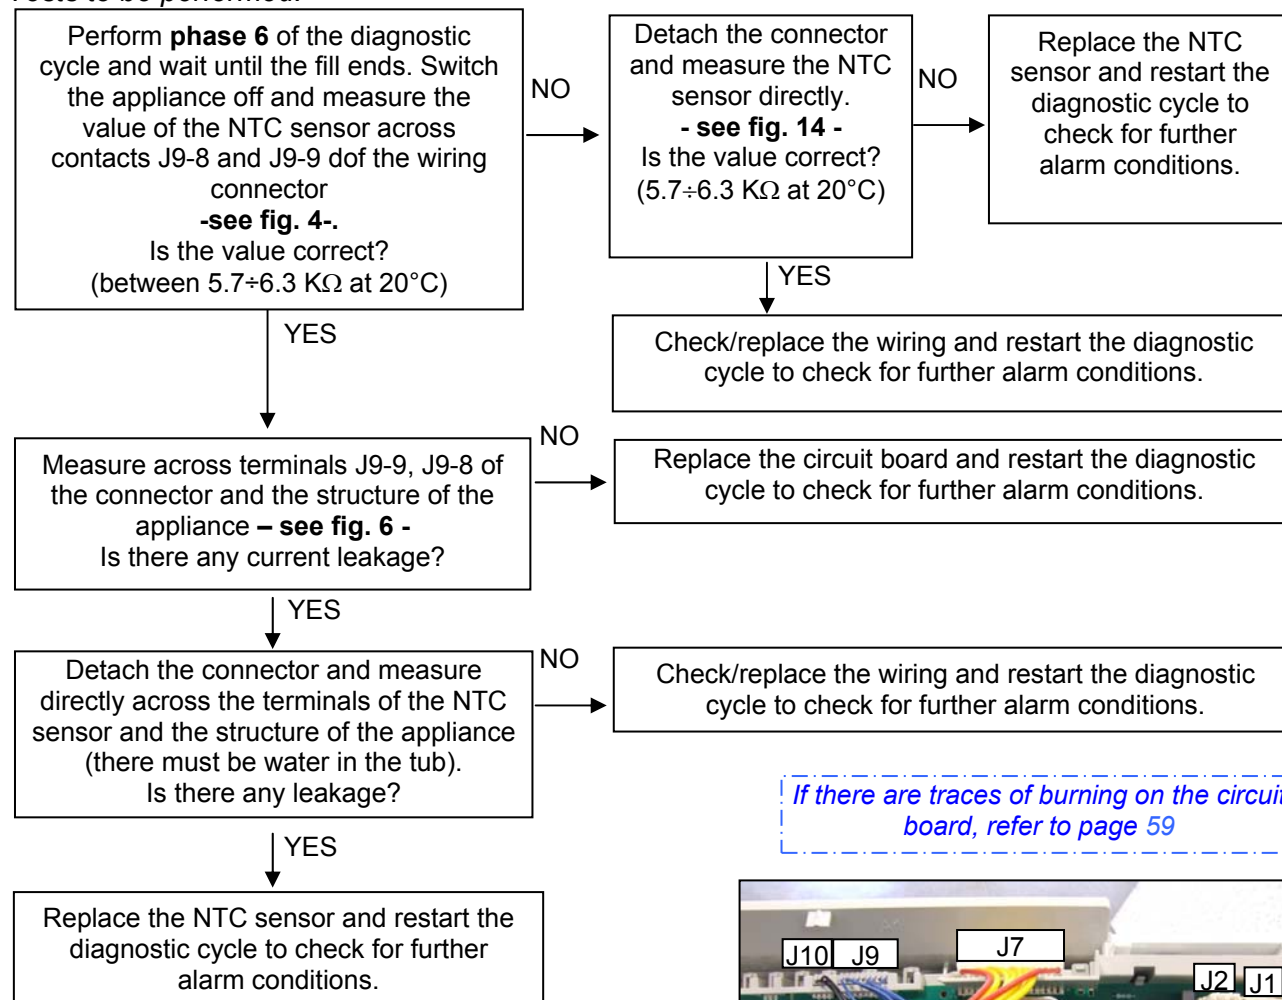 Tests to be performed:
Perform phase 6 of the diagnostic
cycle and wait until the fill ends. Switch
the appliance off and measure the
value of the NTC sensor across
contacts J9-8 and J9-9 dof the wiring
connector
-see fig. 4-.
Is the value correct?
(between 5.7÷6.3 KΩ at 20°C)
NO
Detach the connector
and measure the NTC
sensor directly.
- see fig. 14 -
Is the value correct?
(5.7÷6.3 KΩ at 20°C)
NO
Replace the NTC
sensor and restart the
diagnostic cycle to
check for further
alarm conditions.
YES
Check/replace the wiring and restart the diagnostic
cycle to check for further alarm conditions.
YES
Measure across terminals J9-9, J9-8 of
the connector and the structure of the
appliance – see fig. 6 -
Is there any current leakage?
NO
Replace the circuit board and restart the diagnostic
cycle to check for further alarm conditions.
YES
Detach the connector and measure
directly across the terminals of the NTC
sensor and the structure of the appliance
(there must be water in the tub).
Is there any leakage?
NO
Check/replace the wiring and restart the diagnostic
cycle to check for further alarm conditions.
If there are traces of burning on the circuit
board, refer to page 59
YES
Replace the NTC sensor and restart the
diagnostic cycle to check for further
alarm conditions.
J10 J9 J7 J2 J1